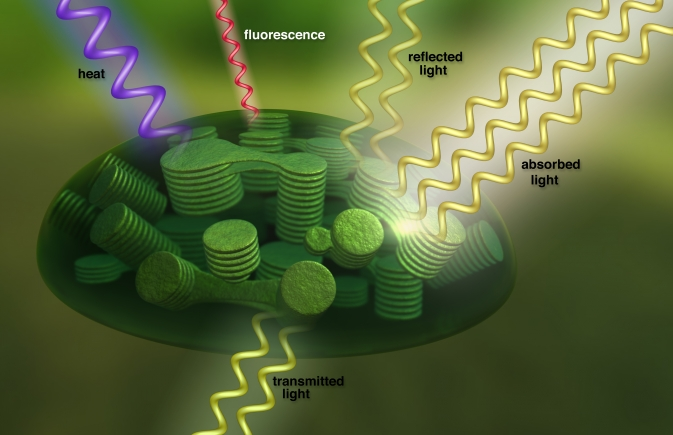 fluorescence
heat
reflected
light
absorbed
light
transmitted
light